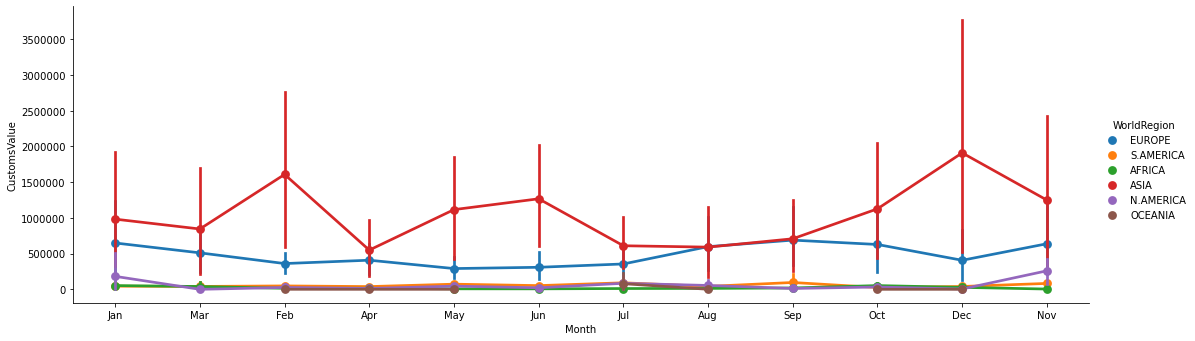 CustomsValue
3500000
3000000
2500000
2000000
1500000
1000000
500000
0
Jan Mar Feb Apr May Jun Jul Aug Sep Oct Dec Nov
Month
WorldRegion
EUROPE
S.AMERICA
AFRICA
ASIA
N.AMERICA
OCEANIA